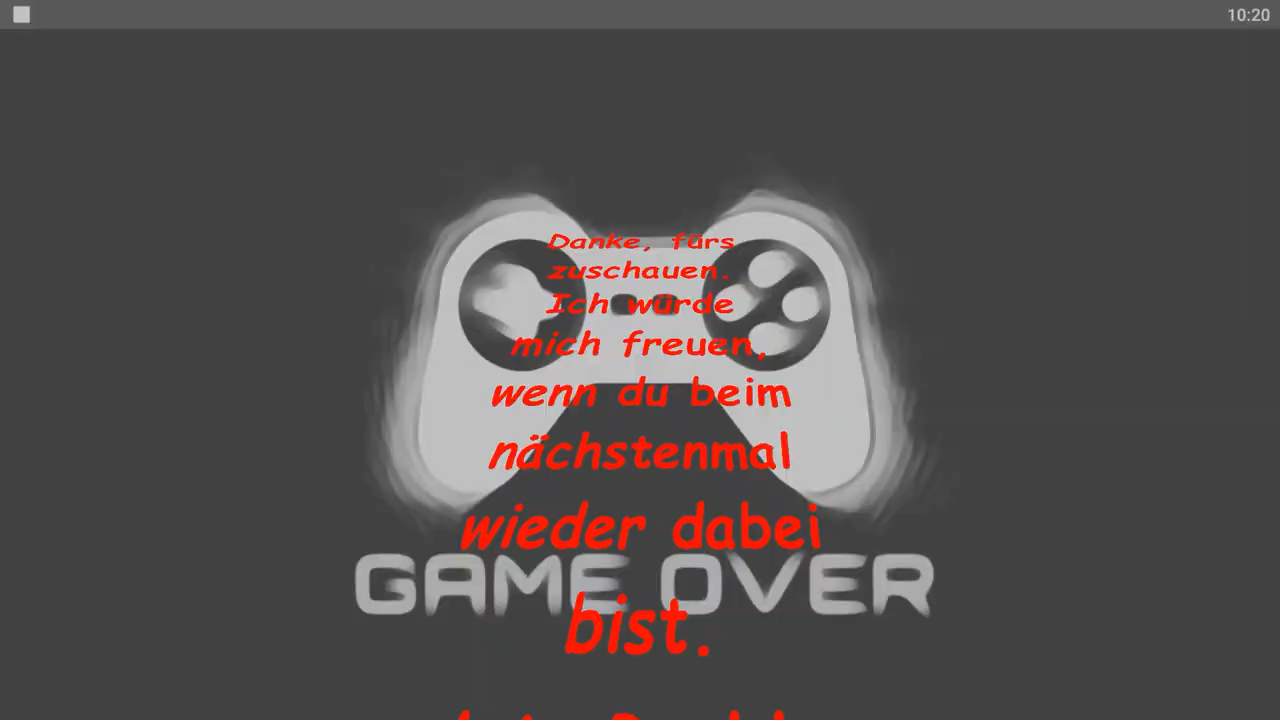 10:20
Danke, fürs
zuschauen.
Ich würde
mich freuen,
wenn du beim
nächstenmal
wieder dabei
GAME OVER
bist.